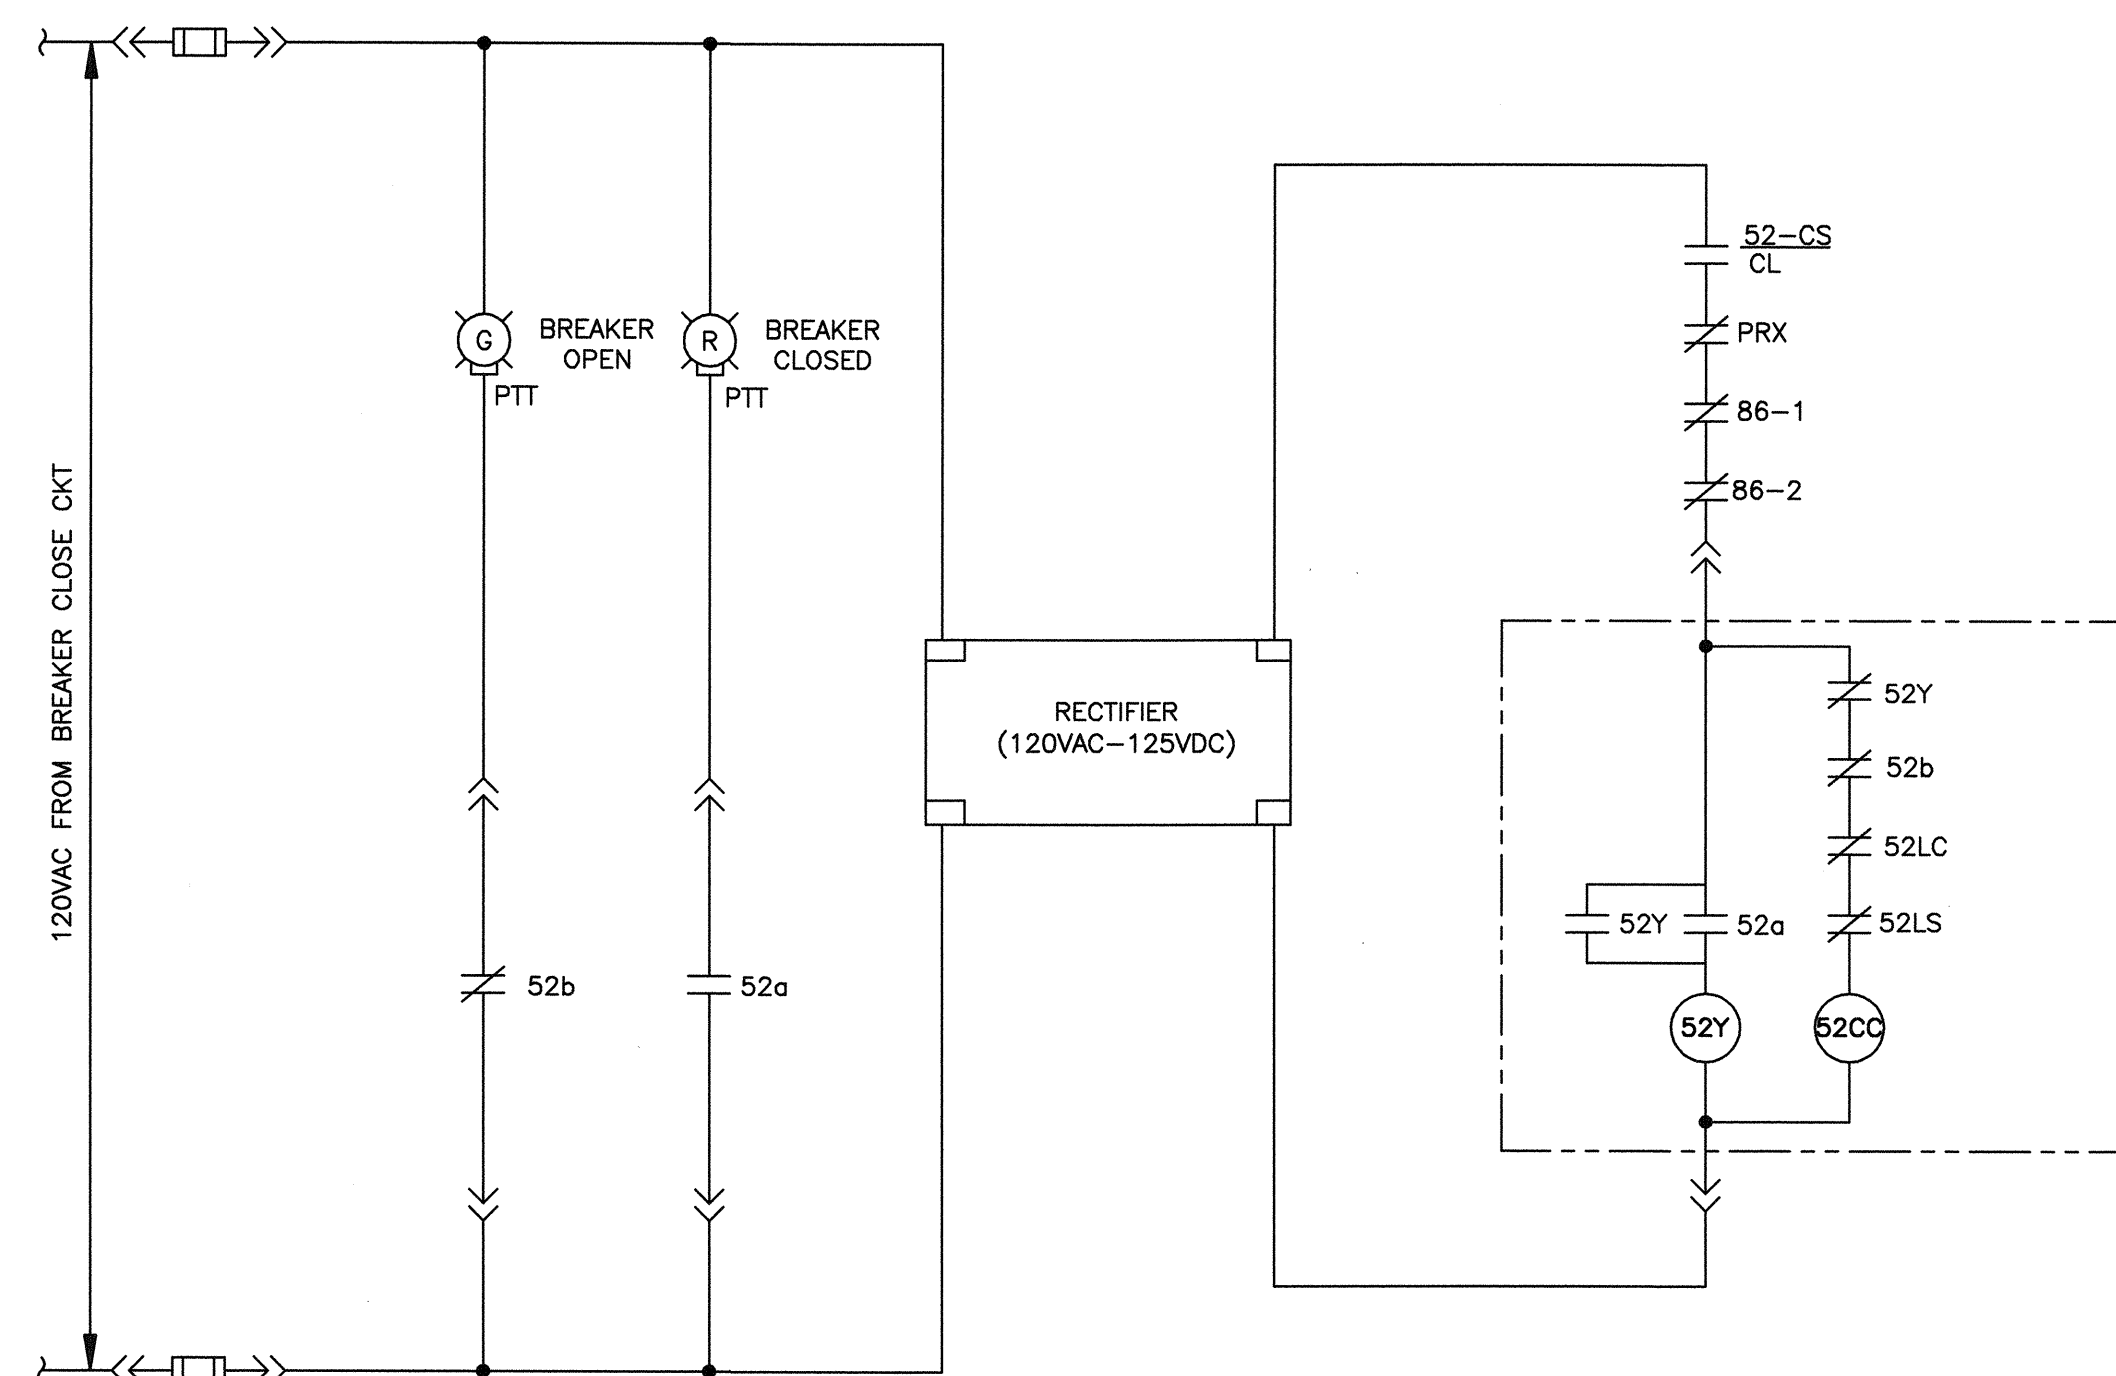 120VAC FROM BREAKER CLOSE CKT
G
BREAKER
OPEN
PTT
R
BREAKER
CLOSED
PTT
52b
52a
RECTIFIER
(120VAC-125VDC)
52-CS
CL
PRX
86-1
86-2
52Y
52b
52LC
52LS
52Y
52a
52Y
52CC